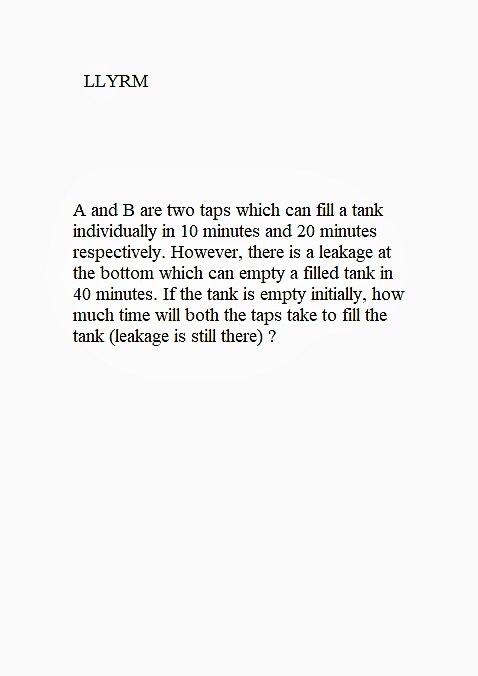 LLYRM
A and B are two taps which can fill a tank
individually in 10 minutes and 20 minutes
respectively. However, there is a leakage at
the bottom which can empty a filled tank in
40 minutes. If the tank is empty initially, how
much time will both the taps take to fill the
tank (leakage is still there) ?